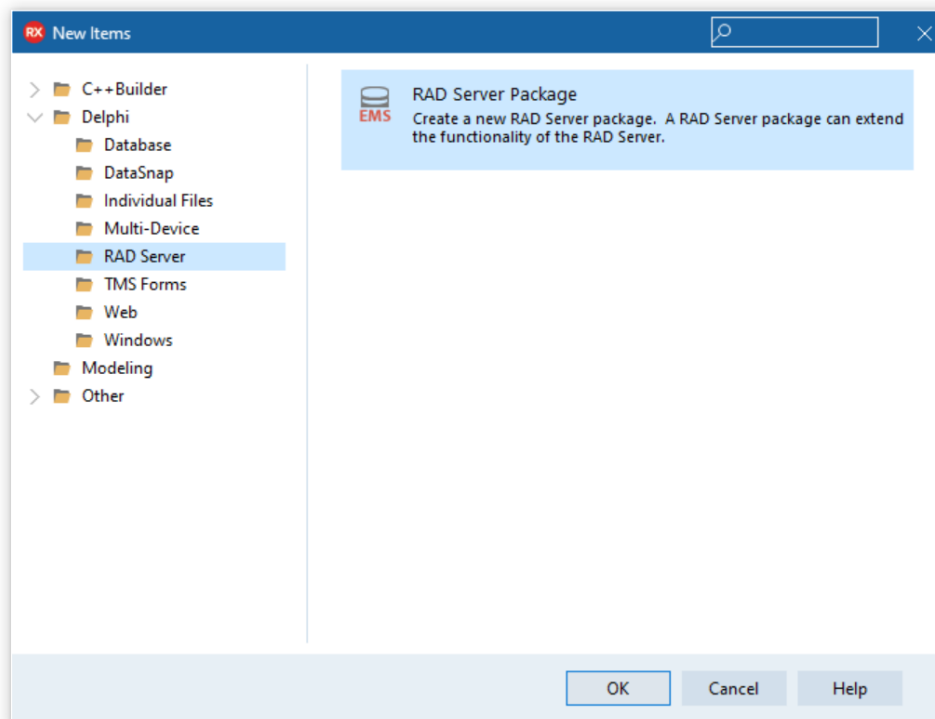 RX New Items
C++Builder
Delphi
Database
DataSnap
Individual Files
Multi-Device
RAD Server
TMS Forms
Web
Windows
Modeling
Other
EMS
RAD Server Package
Create a new RAD Server package.  A RAD Server package can extend
the functionality of the RAD Server.
OK
Cancel
Help